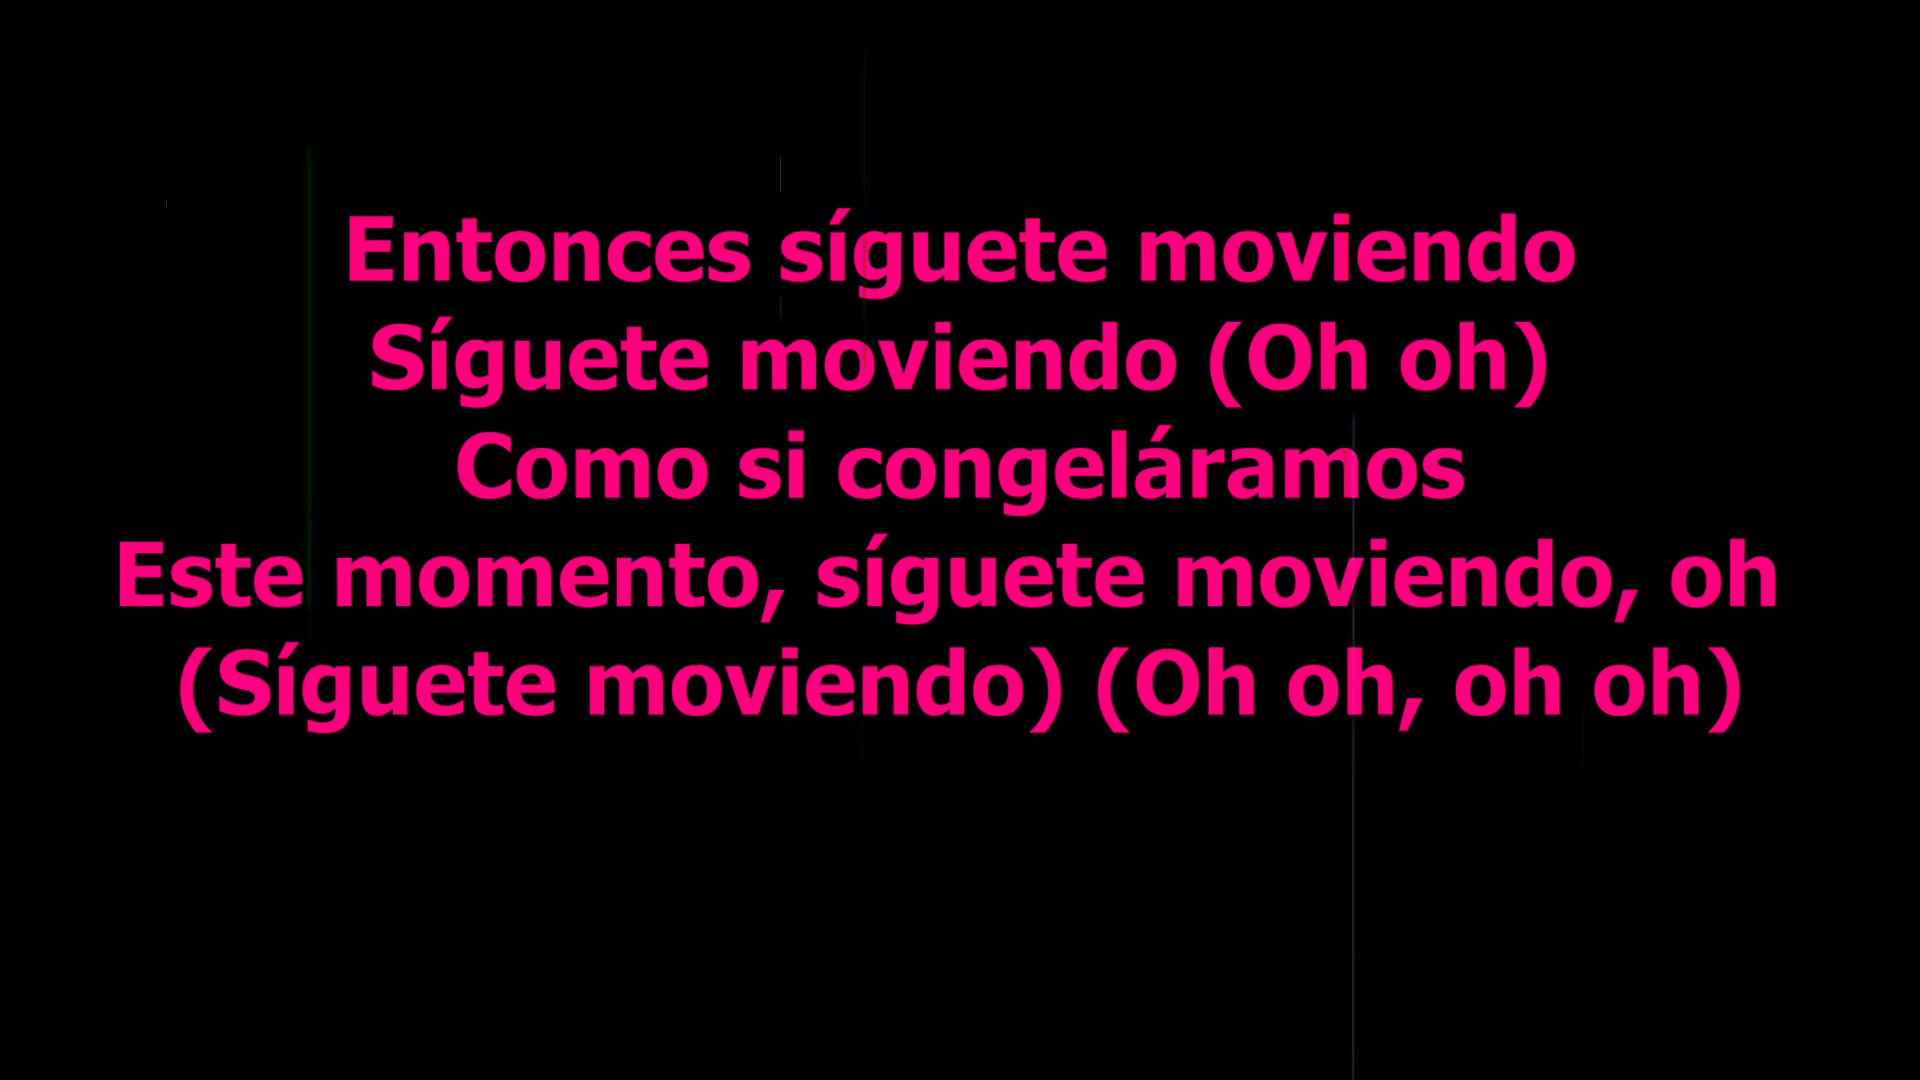 Entonces síguete moviendo
Síguete moviendo (Oh oh)
Como si congeláramos
Este momento, síguete moviendo, oh
(Síguete moviendo) (Oh oh, oh oh)